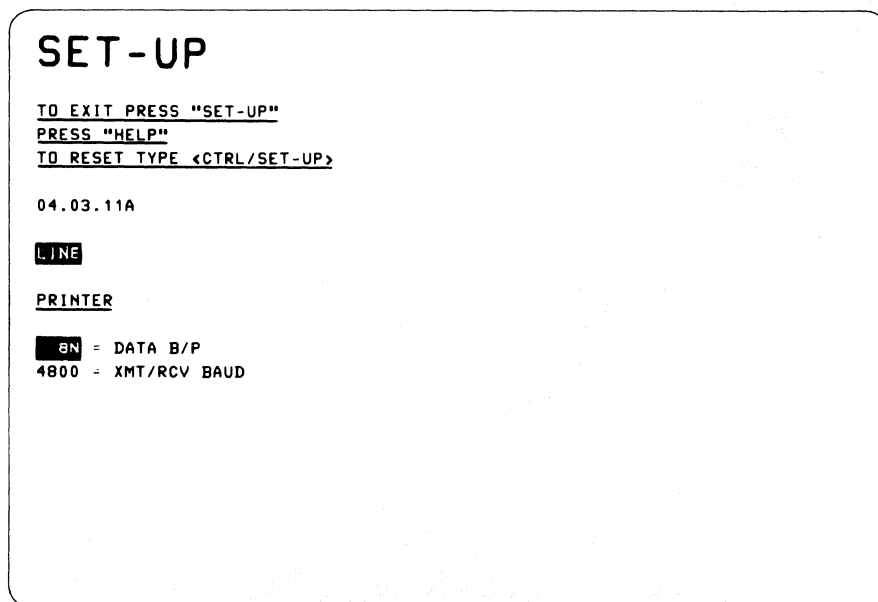 SET-UP
TO EXIT PRESS "SET-UP"
PRESS "HELP"
TO RESET TYPE <CTRL/SET-UP>
04.03.11A
LINE
PRINTER
8N = DATA B/P
4800 = XMT/RCV BAUD